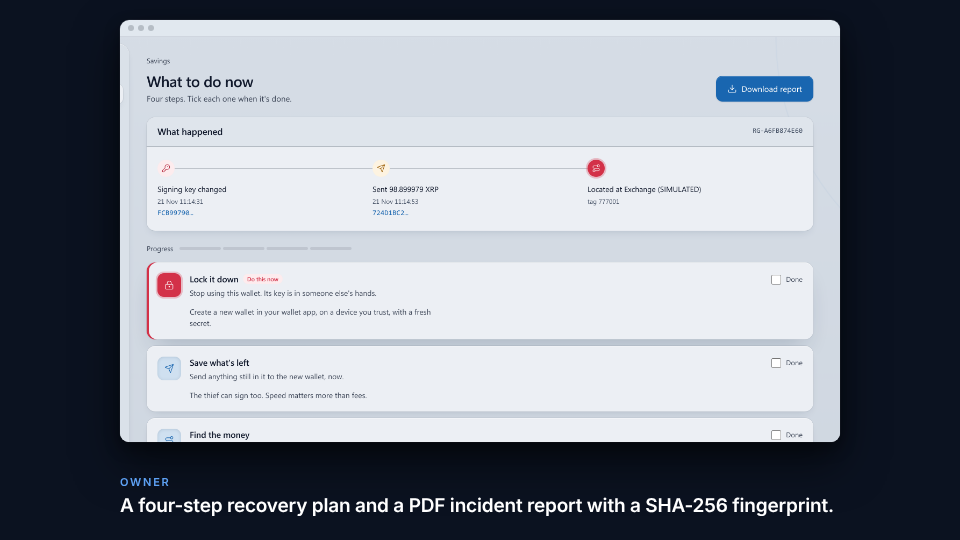 Savings
What to do now
Four steps. Tick each one when it's done.
Download report
What happened
RG-A6FB874E60
Signing key changed
21 Nov 11:14:31
FCB99790…
Sent 98.899979 XRP
21 Nov 11:14:53
724D1BC2…
Located at Exchange (SIMULATED)
tag 777001
Progress
Lock it down
Do this now
Done
Stop using this wallet. Its key is in someone else's hands.
Create a new wallet in your wallet app, on a device you trust, with a fresh
secret.
Save what's left
Done
Send anything still in it to the new wallet, now.
The thief can sign too. Speed matters more than fees.
Find the money
Done
OWNER
A four-step recovery plan and a PDF incident report with a SHA-256 fingerprint.